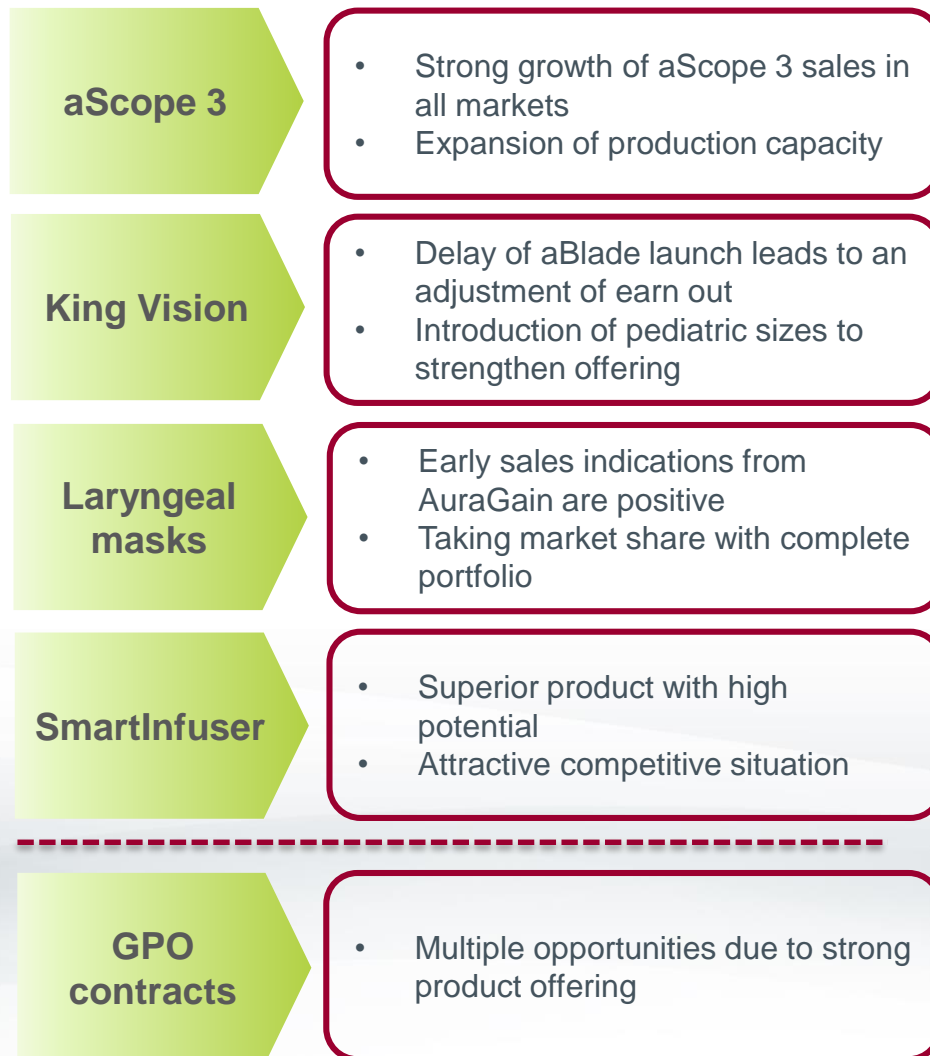 aScope 3
• Strong growth of aScope 3 sales in
all markets
• Expansion of production capacity
King Vision
• Delay of aBlade launch leads to an
adjustment of earn out
• Introduction of pediatric sizes to
strengthen offering
Laryngeal
masks
• Early sales indications from
AuraGain are positive
• Taking market share with complete
portfolio
SmartInfuser
• Superior product with high
potential
• Attractive competitive situation
GPO
contracts
• Multiple opportunities due to strong
product offering